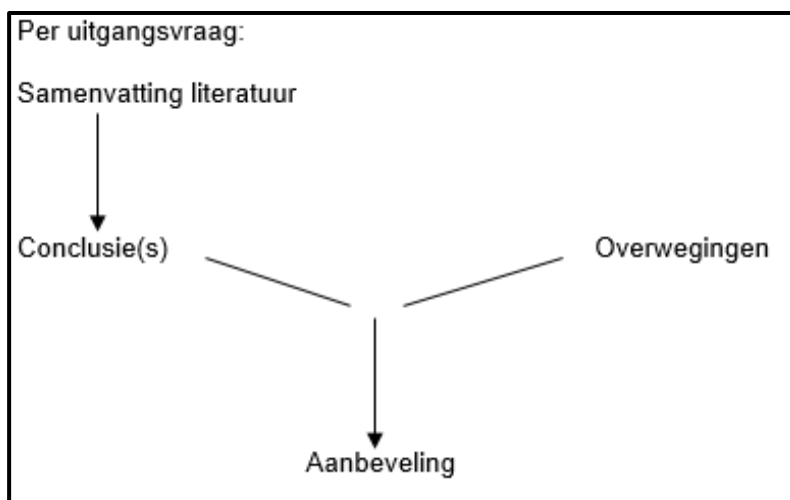 Per uitgangsvraag:
Samenvatting literatuur
Conclusie(s)
Overwegingen
Aanbeveling